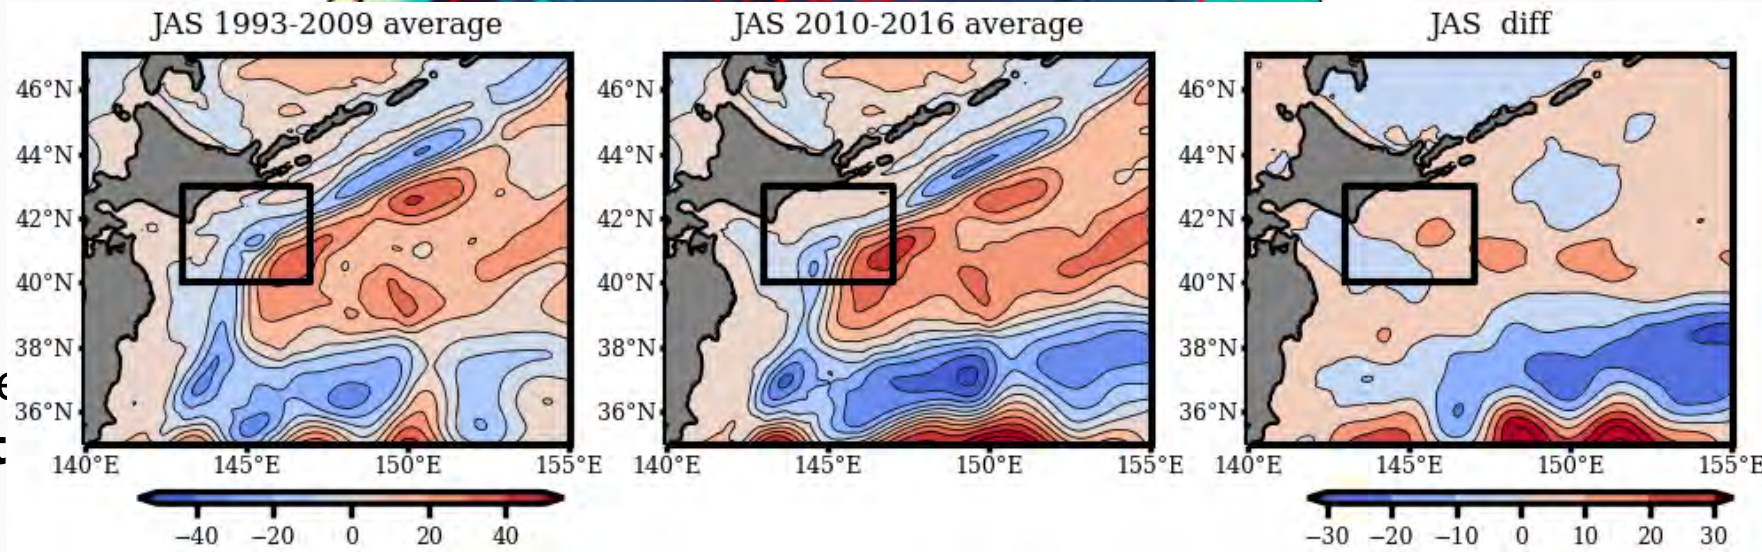 JAS 1993-2009 average
JAS 2010-2016 average
JAS diff
46°N
44°N
42°N
40°N
38°N
36°N
140°E 145°E 150°E 155°E
46°N
44°N
42°N
40°N
38°N
36°N
140°E 145°E 150°E 155°E
46°N
44°N
42°N
40°N
38°N
36°N
140°E 145°E 150°E 155°E
−40 −20 0 20 40
−30 −20 −10 0 10 20 30